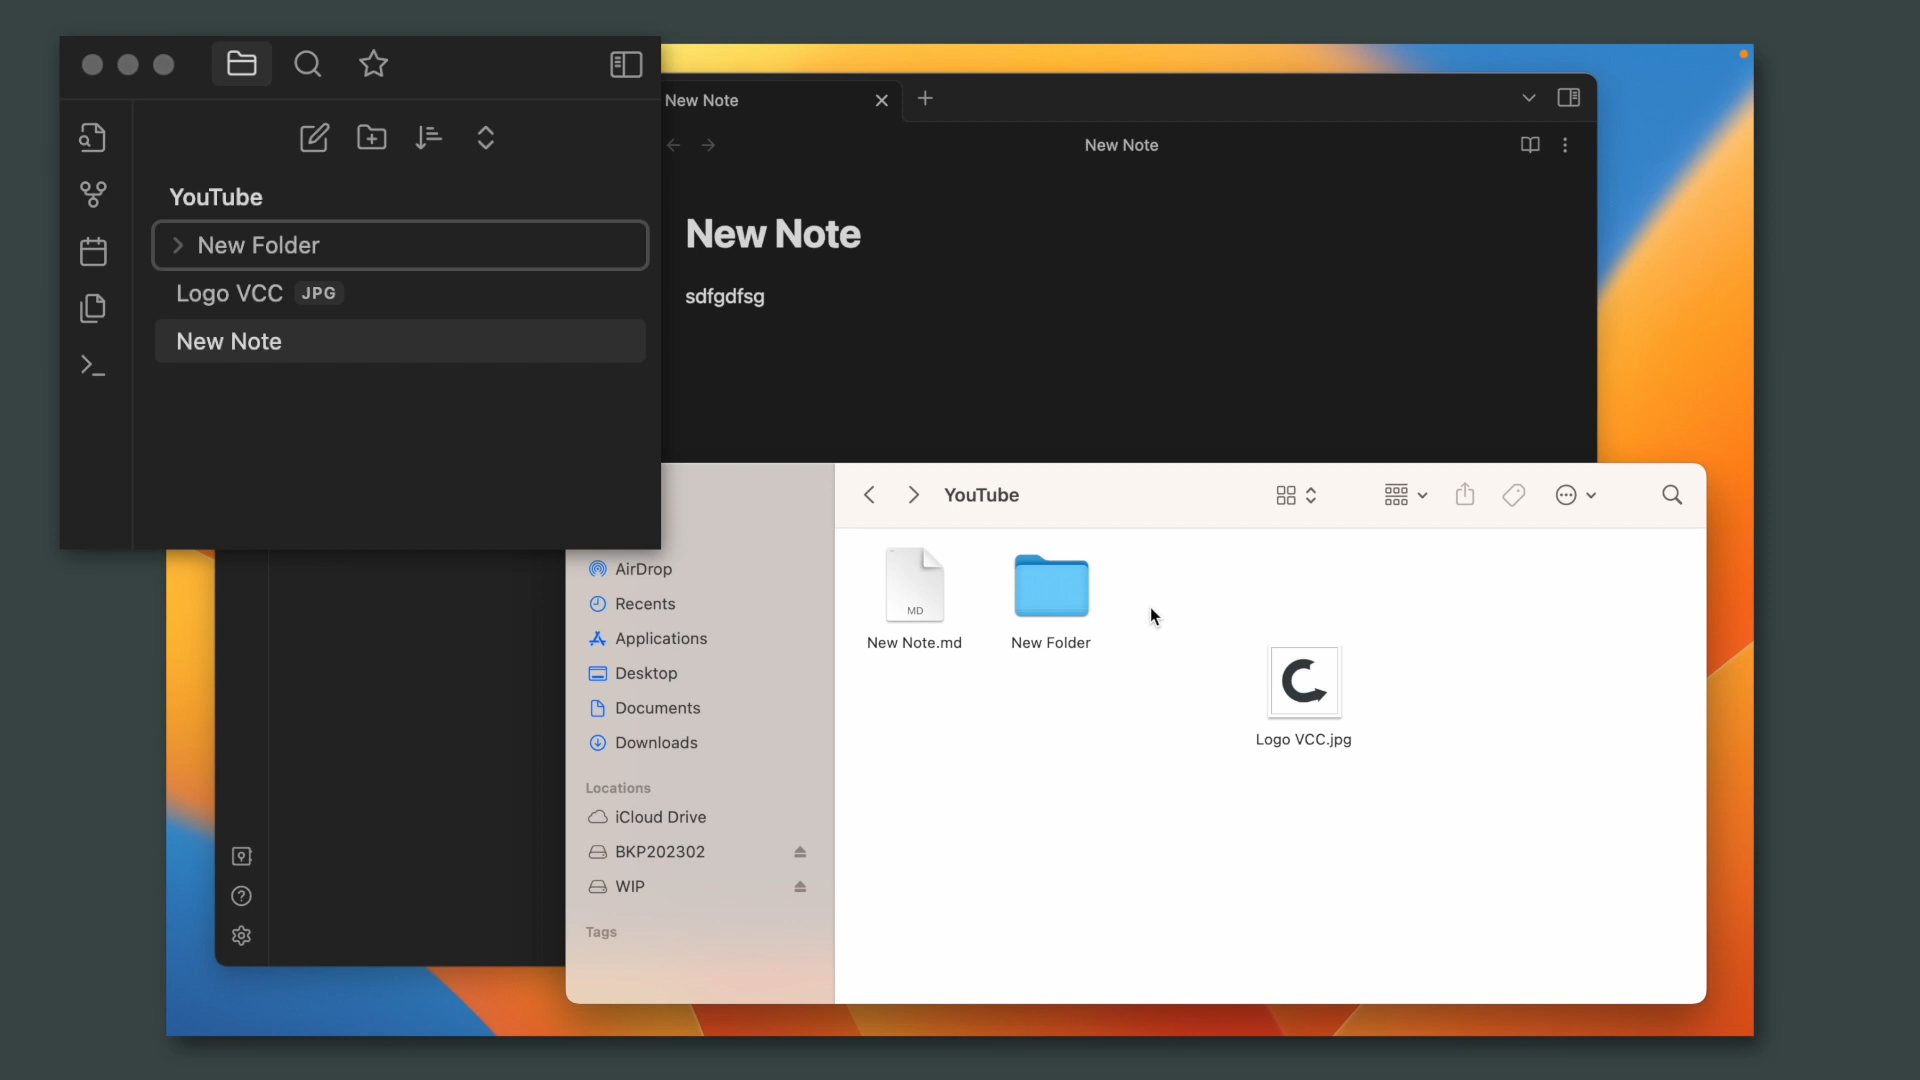 YouTube
New Folder
Logo VCC JPG
New Note
New Note
New Note
New Note
sdfgdfsg
YouTube
AirDrop
Recents
Applications
Desktop
Documents
Downloads
Locations
iCloud Drive
BKP202302
WIP
Tags
MD
New Note.md
New Folder
Logo VCC.jpg